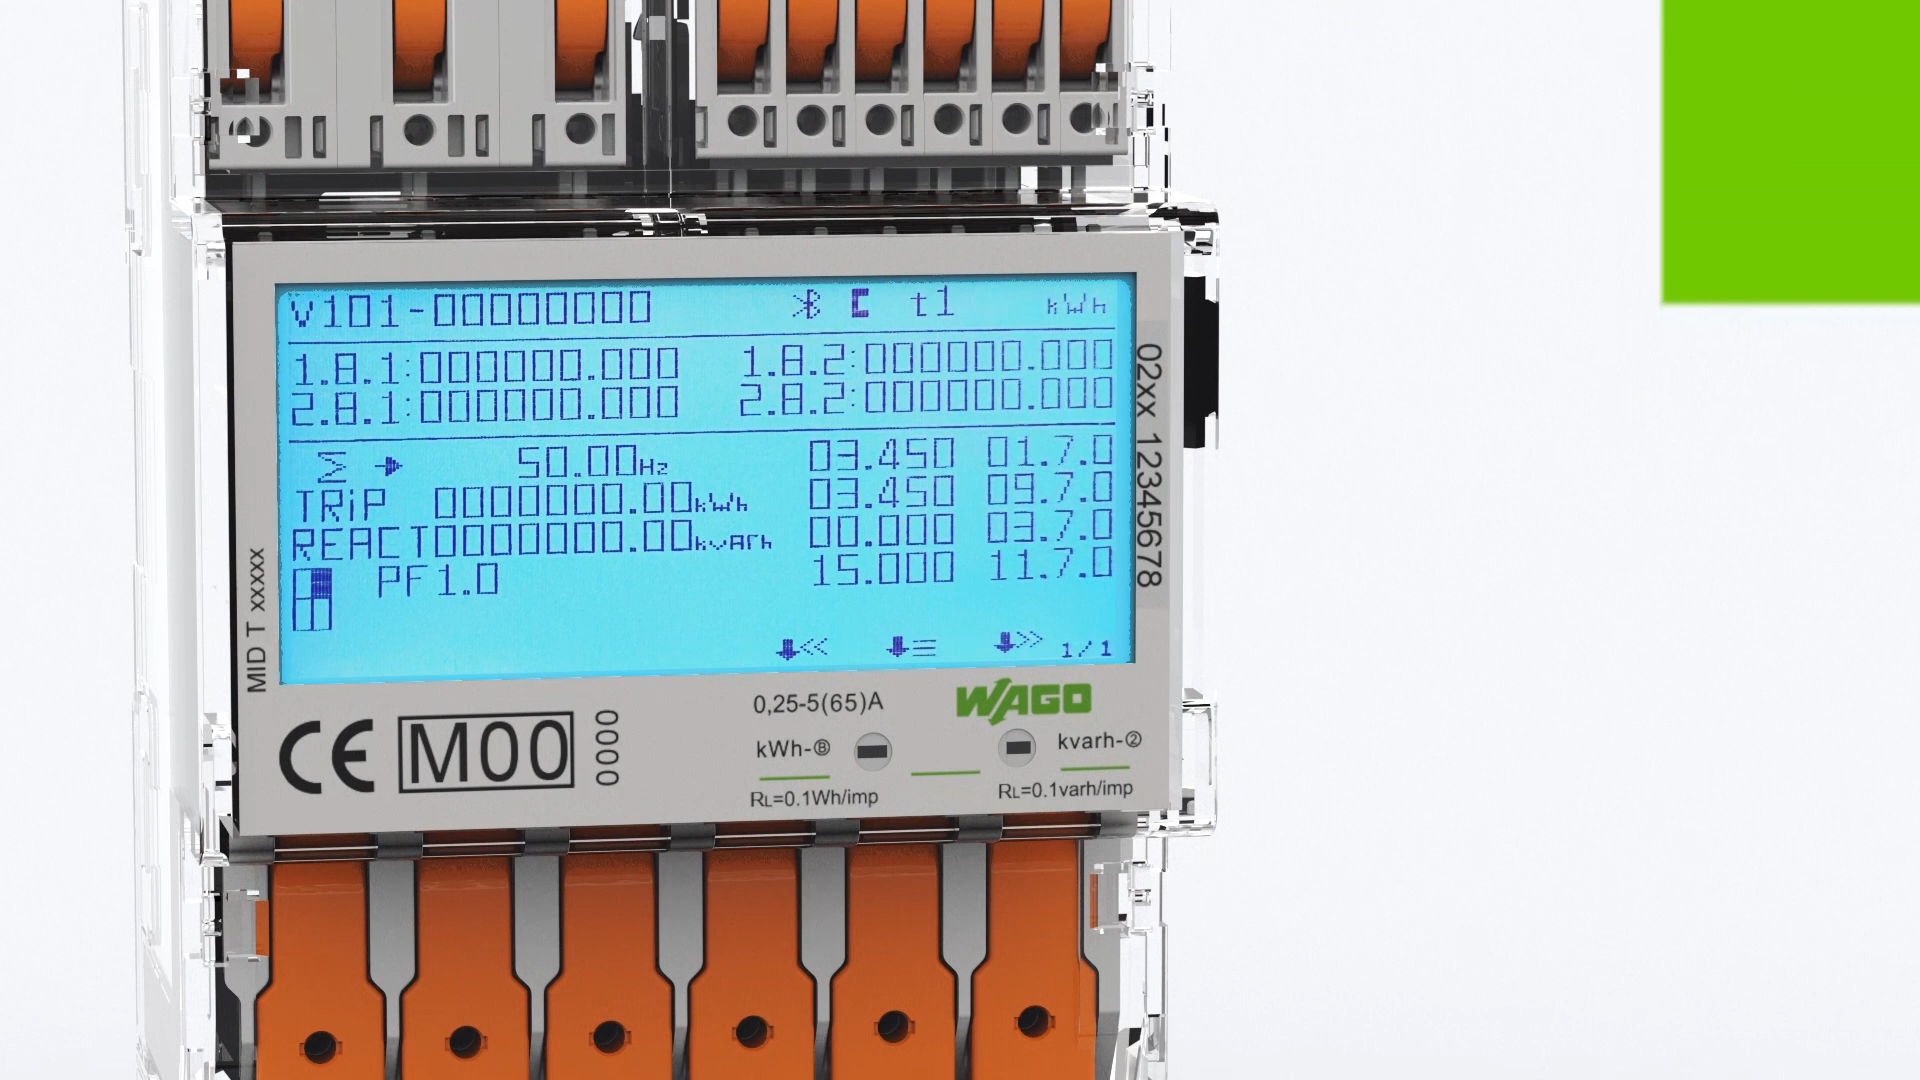 V101-00000000 t1 kWh
1.8.1:000000.000 1.8.2:000000.000
2.8.1:000000.000 2.8.2:000000.000
Σ 50.00Hz 03.450 01.7.0
TRiP 0000000.00kWh 03.450 09.7.0
REACT0000000.00kvArh 00.000 03.7.0
PF1.0 15.000 11.7.0
<< >> 1/1
MID T xxxxx
02xx 12345678
CE M00 0000
0,25-5(65)A
WAGO
kWh-Ⓑ kvarh-②
RL=0.1Wh/imp RL=0.1varh/imp